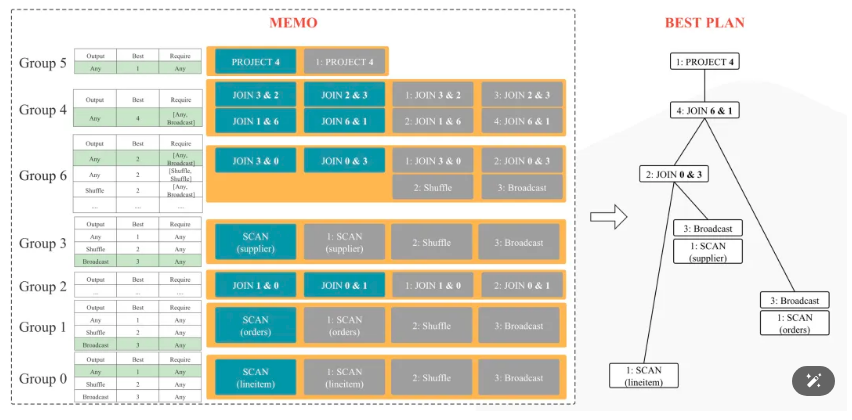 MEMO
BEST PLAN
Group 5
Output Best Require
Any 1 Any
PROJECT 4
1: PROJECT 4
Group 4
Output Best Require
Any 4 [Any, Broadcast]
JOIN 3 & 2
JOIN 2 & 3
1: JOIN 3 & 2
3: JOIN 2 & 3
JOIN 1 & 6
JOIN 6 & 1
2: JOIN 1 & 6
4: JOIN 6 & 1
Group 6
Output Best Require
Any 2 [Any, Broadcast]
Any 2 [Shuffle, Shuffle]
Shuffle 2 [Any, Broadcast]
... ... ...
JOIN 3 & 0
JOIN 0 & 3
1: JOIN 3 & 0
2: JOIN 0 & 3
2: Shuffle
3: Broadcast
Group 3
Output Best Require
Any 1 Any
Shuffle 2 Any
Broadcast 3 Any
SCAN
(supplier)
1: SCAN
(supplier)
2: Shuffle
3: Broadcast
Group 2
Output Best Require
... ... ...
JOIN 1 & 0
JOIN 0 & 1
1: JOIN 1 & 0
2: JOIN 0 & 1
Group 1
Output Best Require
Any 1 Any
Shuffle 2 Any
Broadcast 3 Any
SCAN
(orders)
1: SCAN
(orders)
2: Shuffle
3: Broadcast
Group 0
Output Best Require
Any 1 Any
Shuffle 2 Any
Broadcast 3 Any
SCAN
(lineitem)
1: SCAN
(lineitem)
2: Shuffle
3: Broadcast
1: PROJECT 4
4: JOIN 6 & 1
2: JOIN 0 & 3
3: Broadcast
1: SCAN
(supplier)
3: Broadcast
1: SCAN
(orders)
1: SCAN
(lineitem)